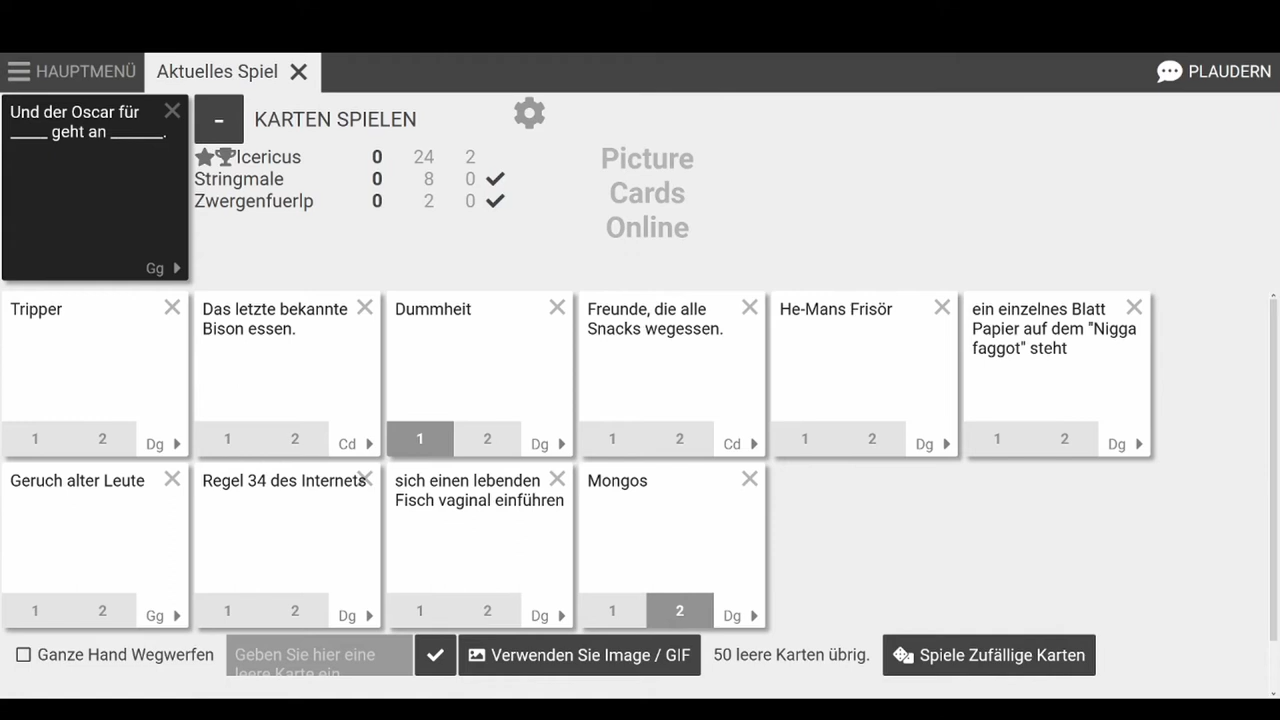 HAUPTMENÜ
Aktuelles Spiel
PLAUDERN
Und der Oscar für
____ geht an ______.
Gg
-
KARTEN SPIELEN
Icericus 0 24 2
Stringmale 0 8 0
Zwergenfuerlp 0 2 0
Picture
Cards
Online
Tripper
1 2 Dg
Das letzte bekannte
Bison essen.
1 2 Cd
Dummheit
1 2 Dg
Freunde, die alle
Snacks wegessen.
1 2 Cd
He-Mans Frisör
1 2 Dg
ein einzelnes Blatt
Papier auf dem "Nigga
faggot" steht
1 2 Dg
Geruch alter Leute
1 2 Gg
Regel 34 des Internets
1 2 Dg
sich einen lebenden
Fisch vaginal einführen
1 2 Dg
Mongos
1 2 Dg
Ganze Hand Wegwerfen
Geben Sie hier eine
leere Karte ein
Verwenden Sie Image / GIF
50 leere Karten übrig.
Spiele Zufällige Karten